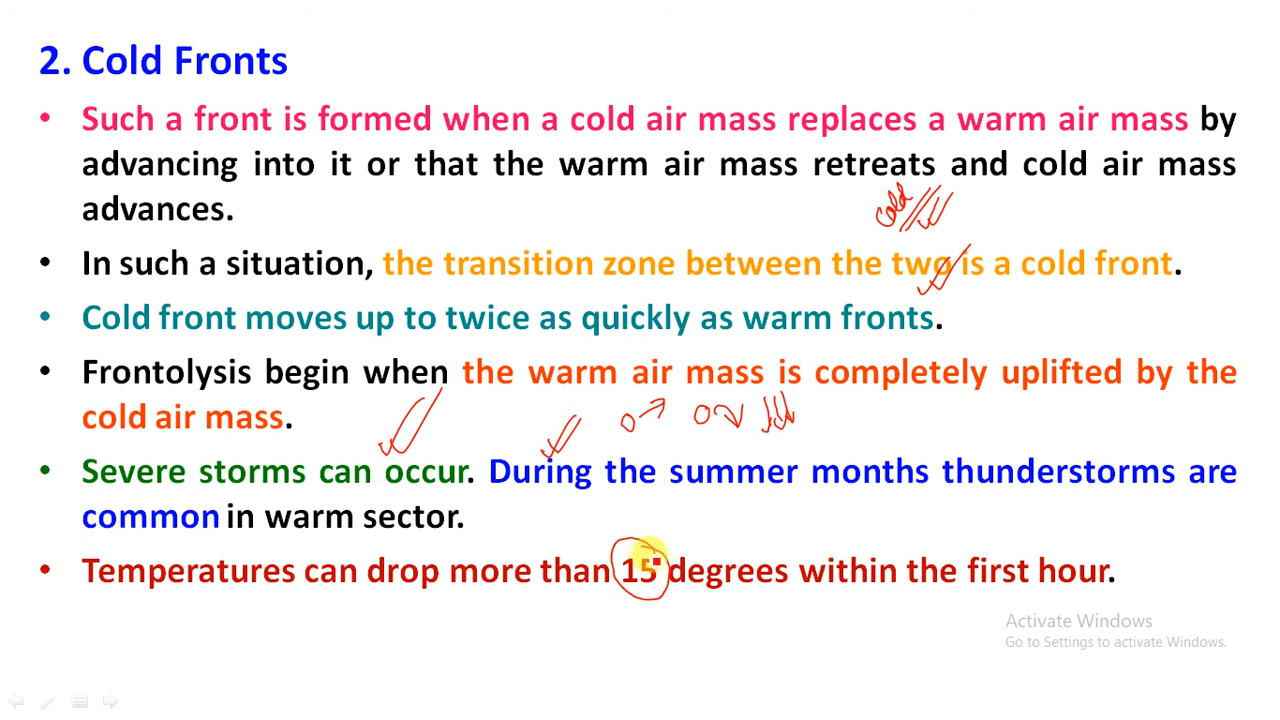 2. Cold Fronts
• Such a front is formed when a cold air mass replaces a warm air mass by
advancing into it or that the warm air mass retreats and cold air mass
advances.
cold
• In such a situation, the transition zone between the two is a cold front.
• Cold front moves up to twice as quickly as warm fronts.
• Frontolysis begin when the warm air mass is completely uplifted by the
cold air mass.
• Severe storms can occur. During the summer months thunderstorms are
common in warm sector.
• Temperatures can drop more than 15 degrees within the first hour.
Activate Windows
Go to Settings to activate Windows.